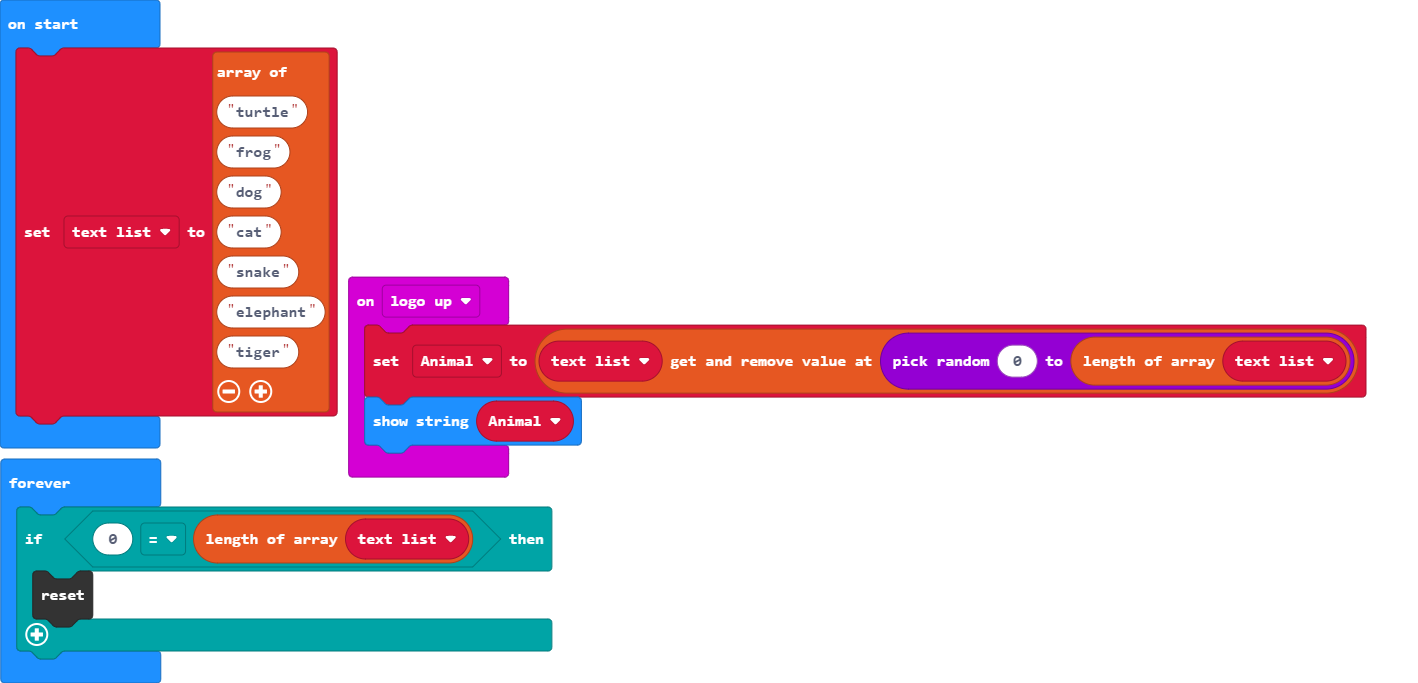 on start
array of
"turtle"
"frog"
"dog"
"cat"
set text list to
"snake"
"elephant"
"tiger"
on logo up
set Animal to text list get and remove value at pick random 0 to length of array text list
show string Animal
forever
if 0 = length of array text list then
reset